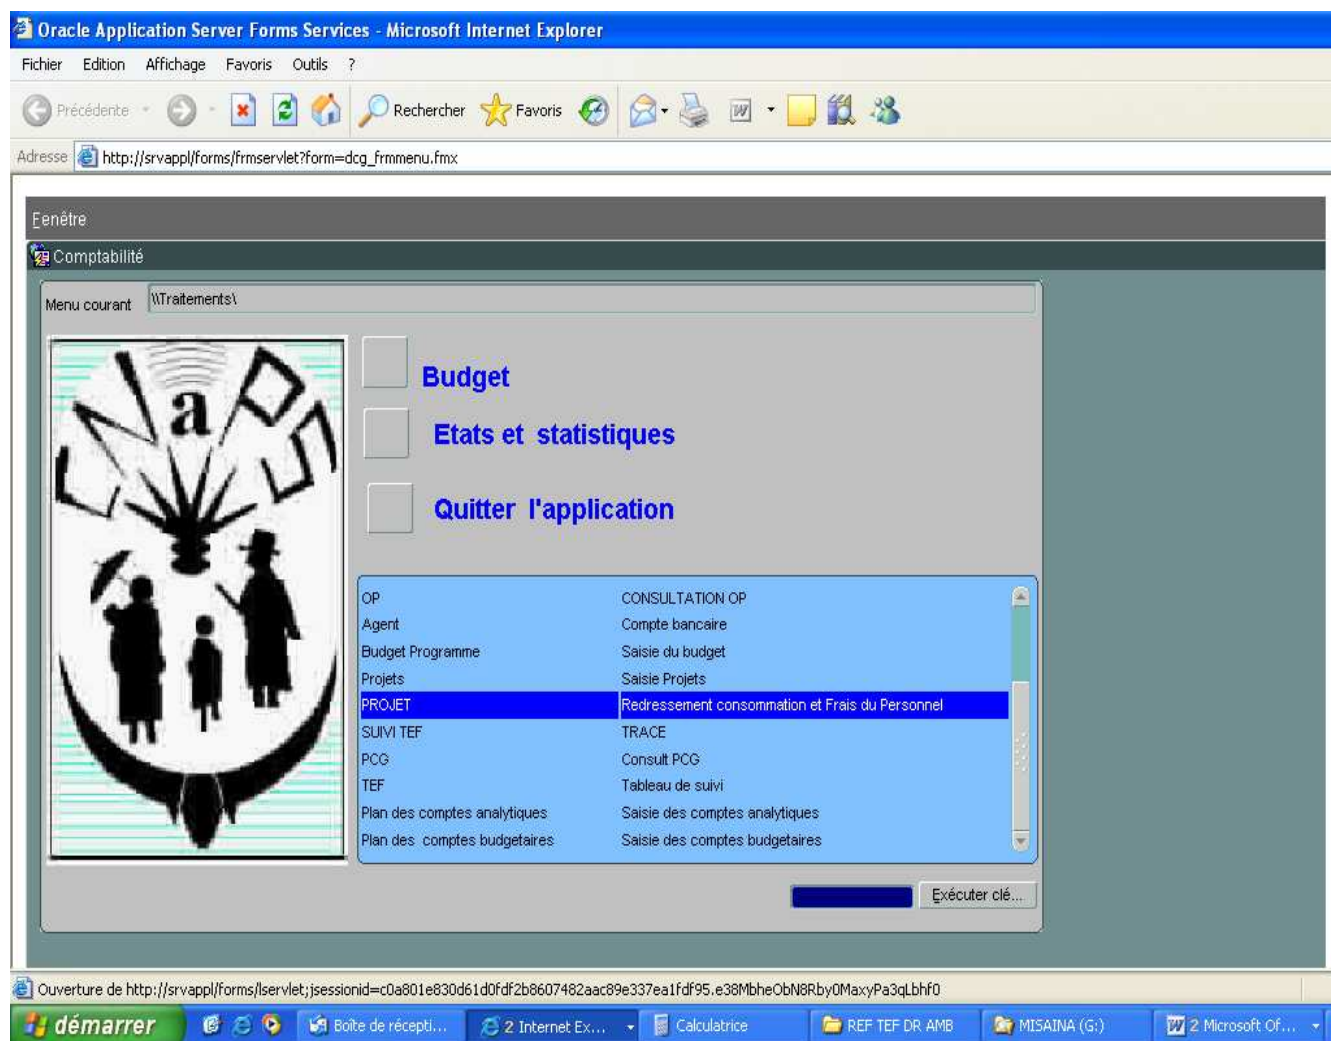 Oracle Application Server Forms Services - Microsoft Internet Explorer
Fichier Edition Affichage Favoris Outils ?
Précédente Rechercher Favoris
Adresse http://srvappl/forms/frmservlet?form=dcg_frmmenu.fmx
Fenêtre
Comptabilité
Menu courant \\Traitements\
CNaPS
Budget
Etats et statistiques
Quitter l'application
OP CONSULTATION OP
Agent Compte bancaire
Budget Programme Saisie du budget
Projets Saisie Projets
PROJET Redressement consommation et Frais du Personnel
SUIVI TEF TRACE
PCG Consult PCG
TEF Tableau de suivi
Plan des comptes analytiques Saisie des comptes analytiques
Plan des comptes budgetaires Saisie des comptes budgetaires
Exécuter clé...
Ouverture de http://srvappl/forms/lservlet;jsessionid=c0a801e830d61d0fdf2b8607482aac89e337ea1fdf95.e38MbheObN8Rby0MaxyPa3qLbhf0
démarrer Boîte de récepti... 2 Internet Ex... Calculatrice REF TEF DR AMB MISAINA (G:) 2 Microsoft Of...